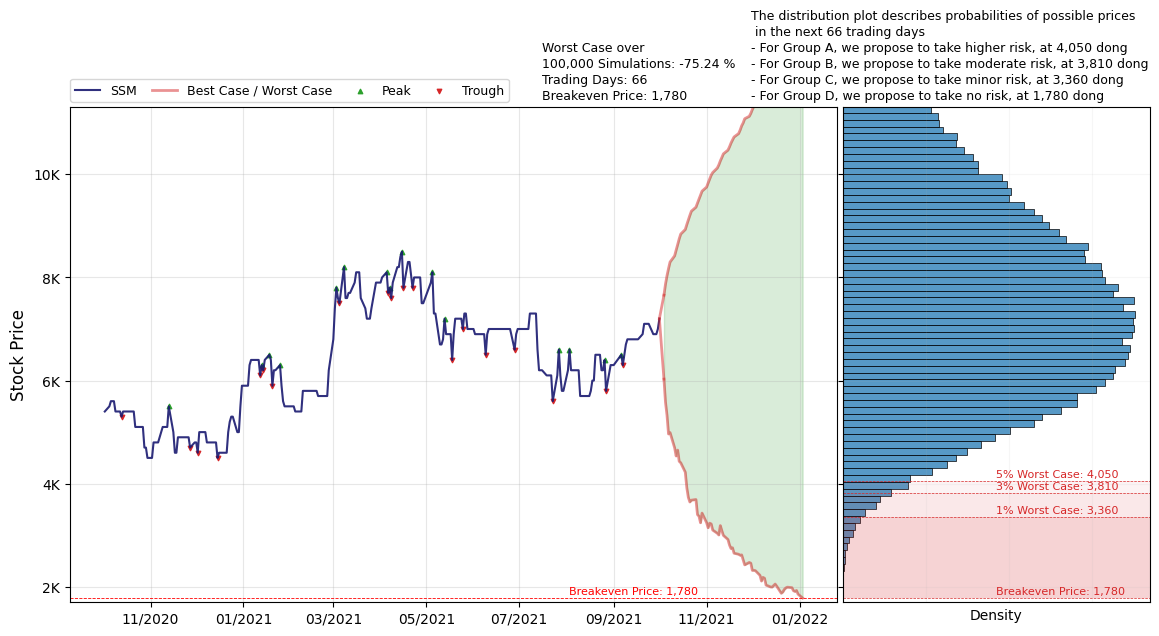 The distribution plot describes probabilities of possible prices
in the next 66 trading days
- For Group A, we propose to take higher risk, at 4,050 dong
- For Group B, we propose to take moderate risk, at 3,810 dong
- For Group C, we propose to take minor risk, at 3,360 dong
- For Group D, we propose to take no risk, at 1,780 dong
Worst Case over
100,000 Simulations: -75.24 %
Trading Days: 66
Breakeven Price: 1,780
SSM
Best Case / Worst Case
Peak
Trough
Stock Price
10K
8K
6K
4K
2K
Breakeven Price: 1,780
11/2020
01/2021
03/2021
05/2021
07/2021
09/2021
11/2021
01/2022
5% Worst Case: 4,050
3% Worst Case: 3,810
1% Worst Case: 3,360
Breakeven Price: 1,780
Density